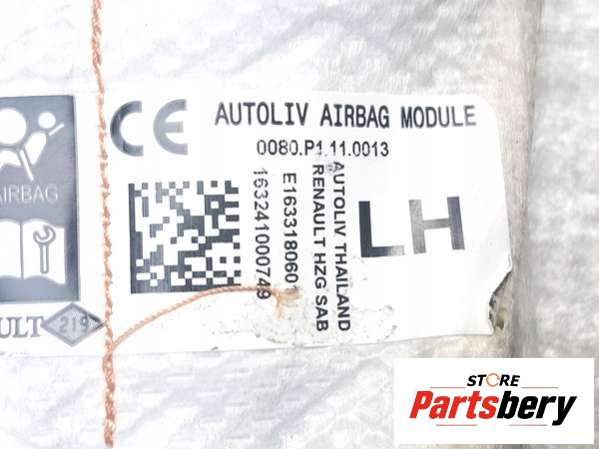 AUTOLIV AIRBAG MODULE
CE
0080.P1.11.0013
AIRBAG
AUTOLIV THAILAND
RENAULT HZG SAB
E163318060
163241000749
LH
ULT 219
STORE
Partsbery